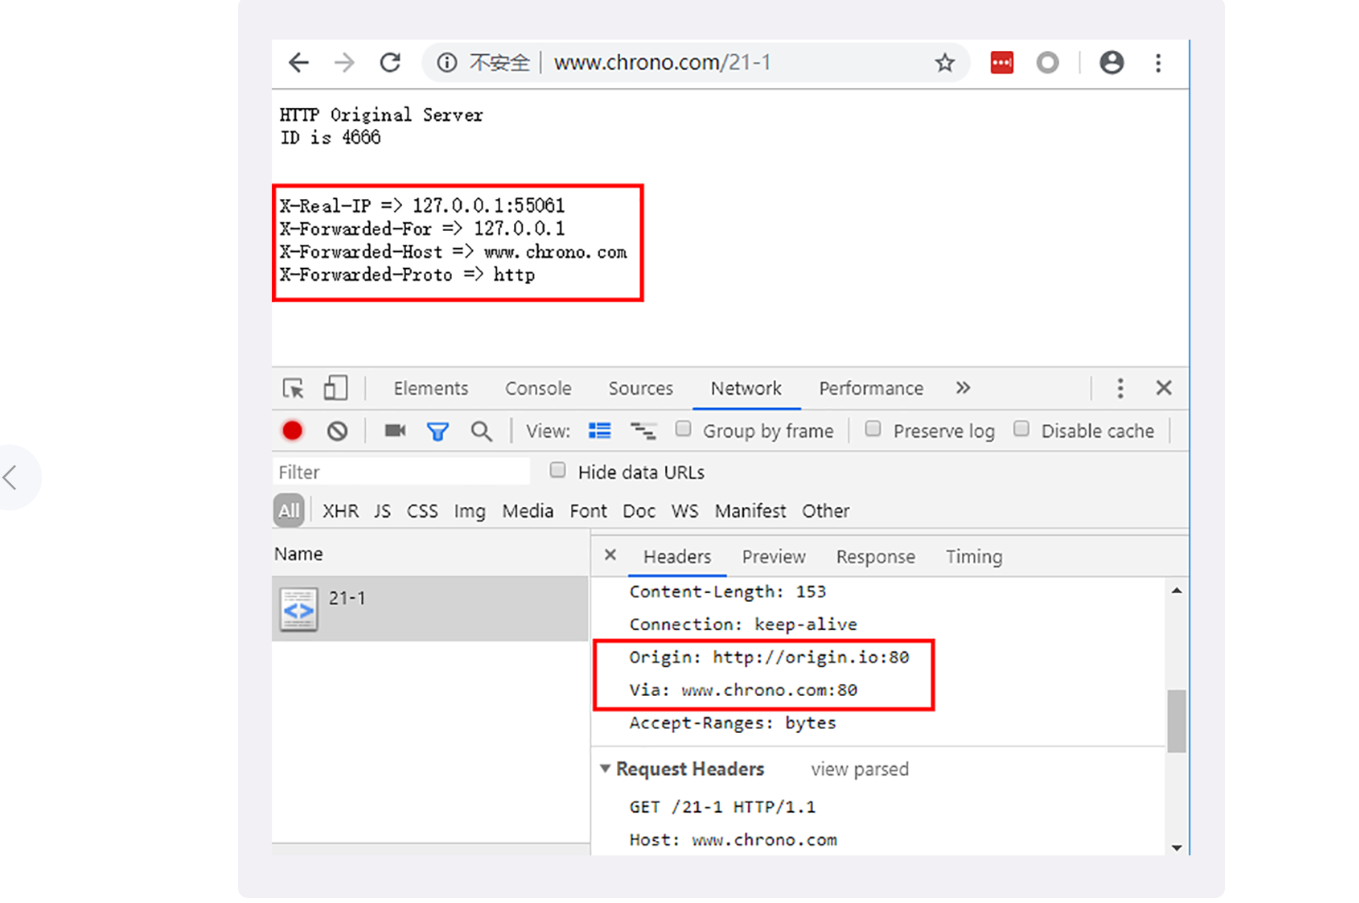 不安全 www.chrono.com/21-1
HTTP Original Server
ID is 4666
X-Real-IP => 127.0.0.1:55061
X-Forwarded-For => 127.0.0.1
X-Forwarded-Host => www.chrono.com
X-Forwarded-Proto => http
Elements Console Sources Network Performance »
View: Group by frame Preserve log Disable cache
Filter Hide data URLs
All XHR JS CSS Img Media Font Doc WS Manifest Other
Name
21-1
× Headers Preview Response Timing
Content-Length: 153
Connection: keep-alive
Origin: http://origin.io:80
Via: www.chrono.com:80
Accept-Ranges: bytes
Request Headers view parsed
GET /21-1 HTTP/1.1
Host: www.chrono.com